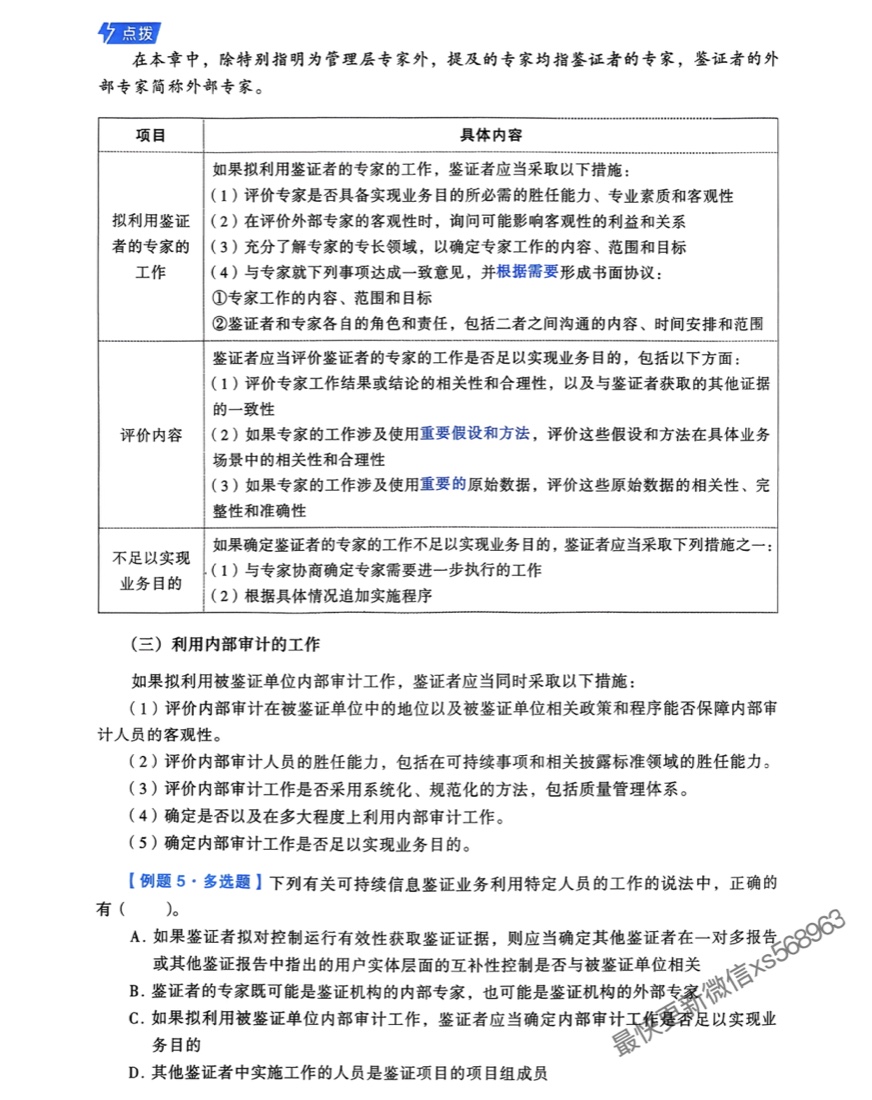 点拨
在本章中，除特别指明为管理层专家外，提及的专家均指鉴证者的专家，鉴证者的外
部专家简称外部专家。
项目
具体内容
拟利用鉴证
者的专家的
工作
如果拟利用鉴证者的专家的工作，鉴证者应当采取以下措施：
（1）评价专家是否具备实现业务目的所必需的胜任能力、专业素质和客观性
（2）在评价外部专家的客观性时，询问可能影响客观性的利益和关系
（3）充分了解专家的专长领域，以确定专家工作的内容、范围和目标
（4）与专家就下列事项达成一致意见，并根据需要形成书面协议：
①专家工作的内容、范围和目标
②鉴证者和专家各自的角色和责任，包括二者之间沟通的内容、时间安排和范围
评价内容
鉴证者应当评价鉴证者的专家的工作是否足以实现业务目的，包括以下方面：
（1）评价专家工作结果或结论的相关性和合理性，以及与鉴证者获取的其他证据
的一致性
（2）如果专家的工作涉及使用重要假设和方法，评价这些假设和方法在具体业务
场景中的相关性和合理性
（3）如果专家的工作涉及使用重要的原始数据，评价这些原始数据的相关性、完
整性和准确性
不足以实现
业务目的
如果确定鉴证者的专家的工作不足以实现业务目的，鉴证者应当采取下列措施之一：
（1）与专家协商确定专家需要进一步执行的工作
（2）根据具体情况追加实施程序
（三）利用内部审计的工作
如果拟利用被鉴证单位内部审计工作，鉴证者应当同时采取以下措施：
（1）评价内部审计在被鉴证单位中的地位以及被鉴证单位相关政策和程序能否保障内部审
计人员的客观性。
（2）评价内部审计人员的胜任能力，包括在可持续事项和相关披露标准领域的胜任能力。
（3）评价内部审计工作是否采用系统化、规范化的方法，包括质量管理体系。
（4）确定是否以及在多大程度上利用内部审计工作。
（5）确定内部审计工作是否足以实现业务目的。
【例题5·多选题】下列有关可持续信息鉴证业务利用特定人员的工作的说法中，正确的
有（　　）。
A. 如果鉴证者拟对控制运行有效性获取鉴证证据，则应当确定其他鉴证者在一对多报告
或其他鉴证报告中指出的用户实体层面的互补性控制是否与被鉴证单位相关
B. 鉴证者的专家既可能是鉴证机构的内部专家，也可能是鉴证机构的外部专家
C. 如果拟利用被鉴证单位内部审计工作，鉴证者应当确定内部审计工作是否足以实现业
务目的
D. 其他鉴证者中实施工作的人员是鉴证项目的项目组成员
最快更新微信xs568963